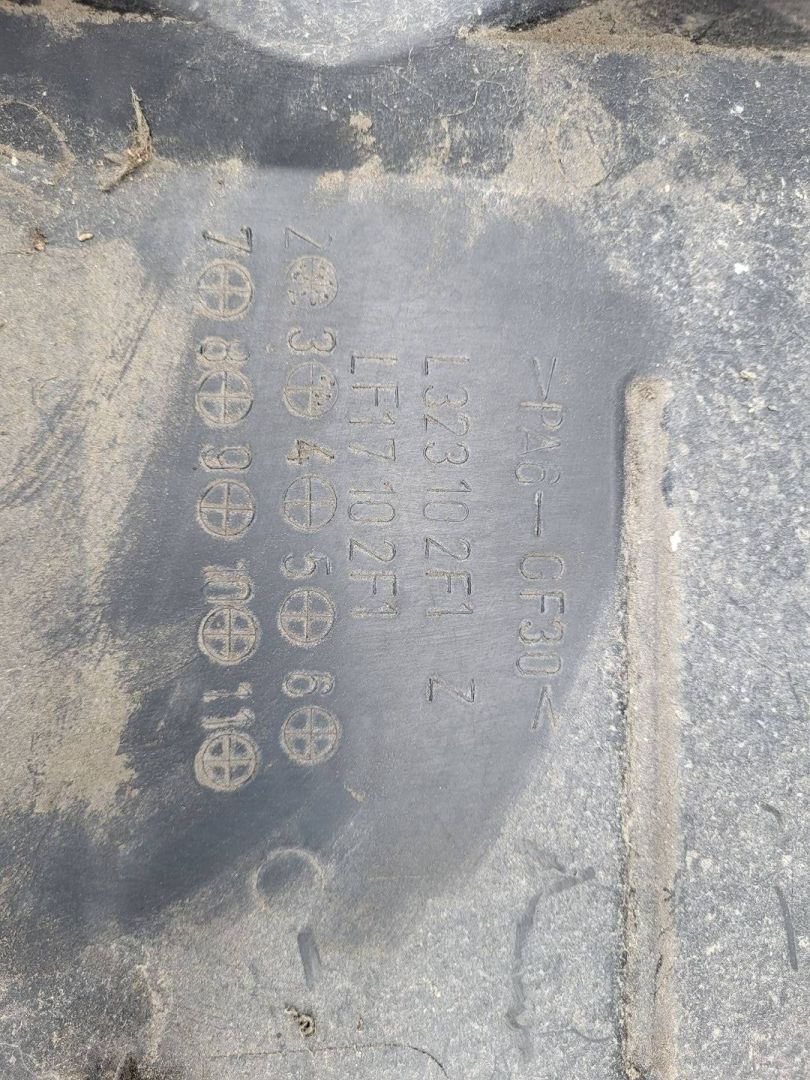 >PA6-GF30<
L323102F1 Z
LF17102F1
Z 3 4 5 6
7 8 9 10 11